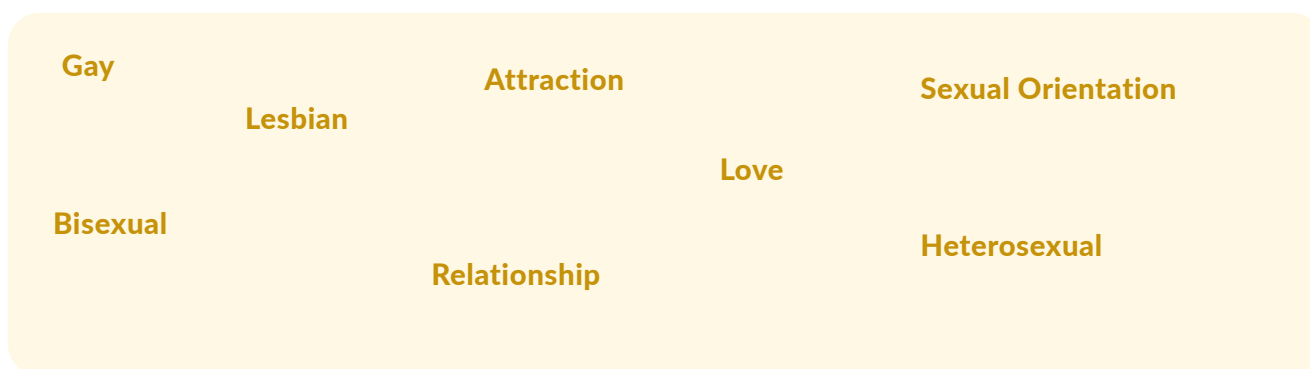 Gay
Attraction
Sexual Orientation
Lesbian
Love
Bisexual
Heterosexual
Relationship